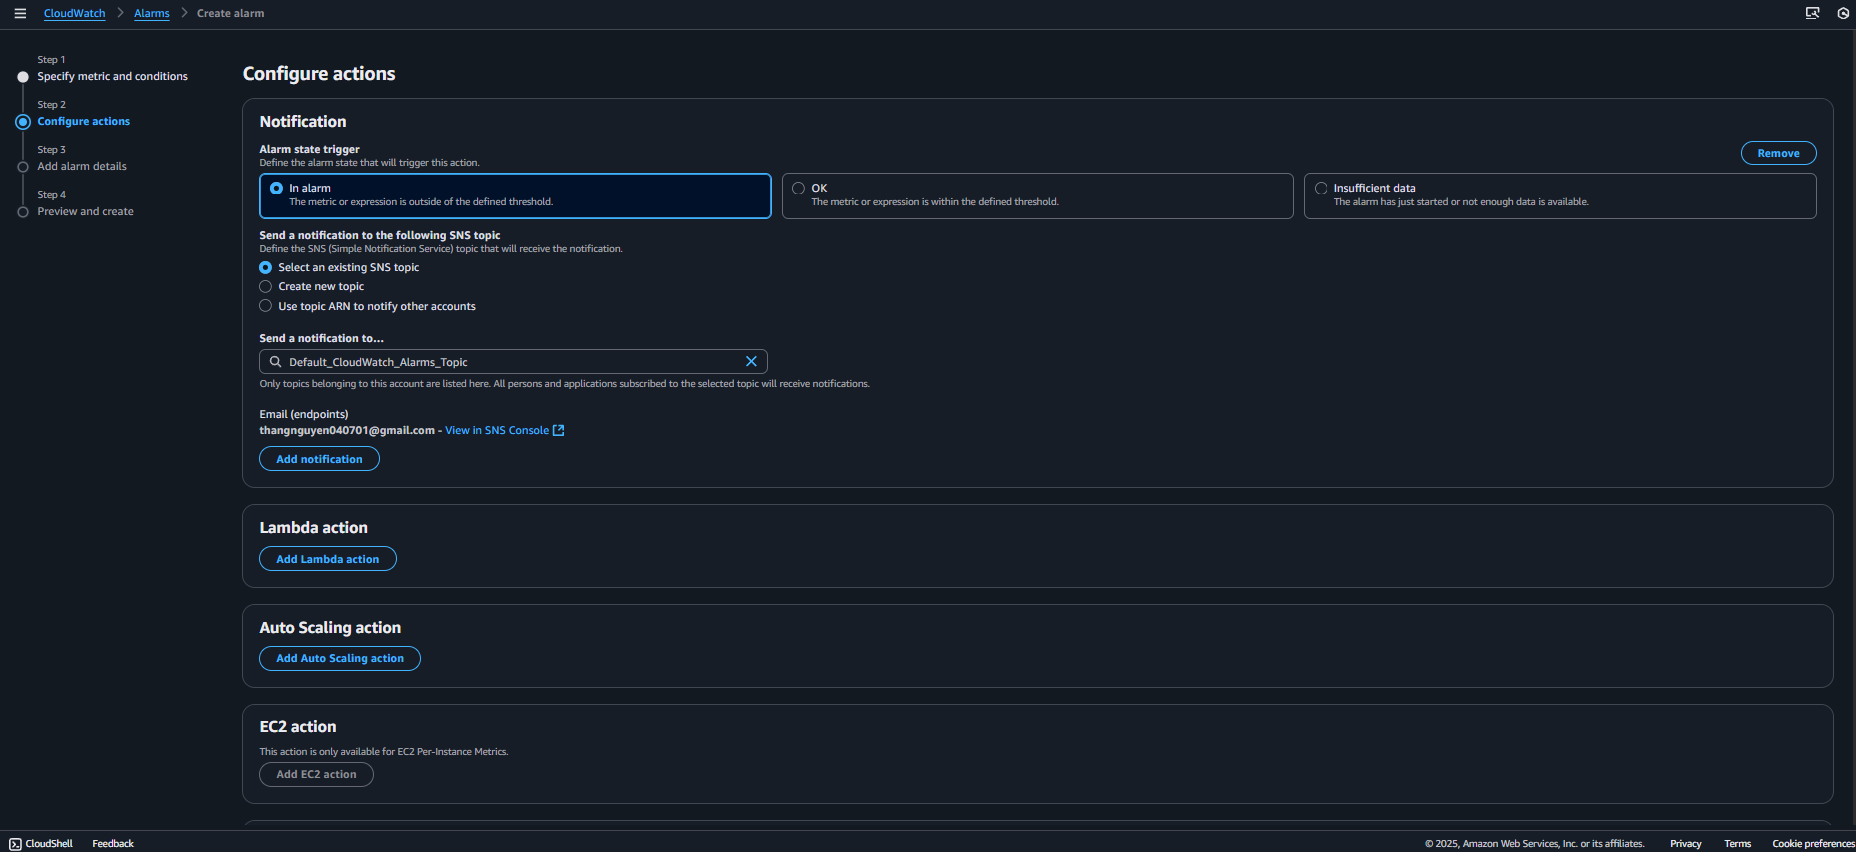 CloudWatch > Alarms > Create alarm
Step 1
Specify metric and conditions
Step 2
Configure actions
Step 3
Add alarm details
Step 4
Preview and create
Configure actions
Notification
Alarm state trigger
Define the alarm state that will trigger this action.
Remove
In alarm
The metric or expression is outside of the defined threshold.
OK
The metric or expression is within the defined threshold.
Insufficient data
The alarm has just started or not enough data is available.
Send a notification to the following SNS topic
Define the SNS (Simple Notification Service) topic that will receive the notification.
Select an existing SNS topic
Create new topic
Use topic ARN to notify other accounts
Send a notification to...
Default_CloudWatch_Alarms_Topic
Only topics belonging to this account are listed here. All persons and applications subscribed to the selected topic will receive notifications.
Email (endpoints)
thangnguyen040701@gmail.com - View in SNS Console
Add notification
Lambda action
Add Lambda action
Auto Scaling action
Add Auto Scaling action
EC2 action
This action is only available for EC2 Per-Instance Metrics.
Add EC2 action
CloudShell Feedback © 2025, Amazon Web Services, Inc. or its affiliates. Privacy Terms Cookie preferences